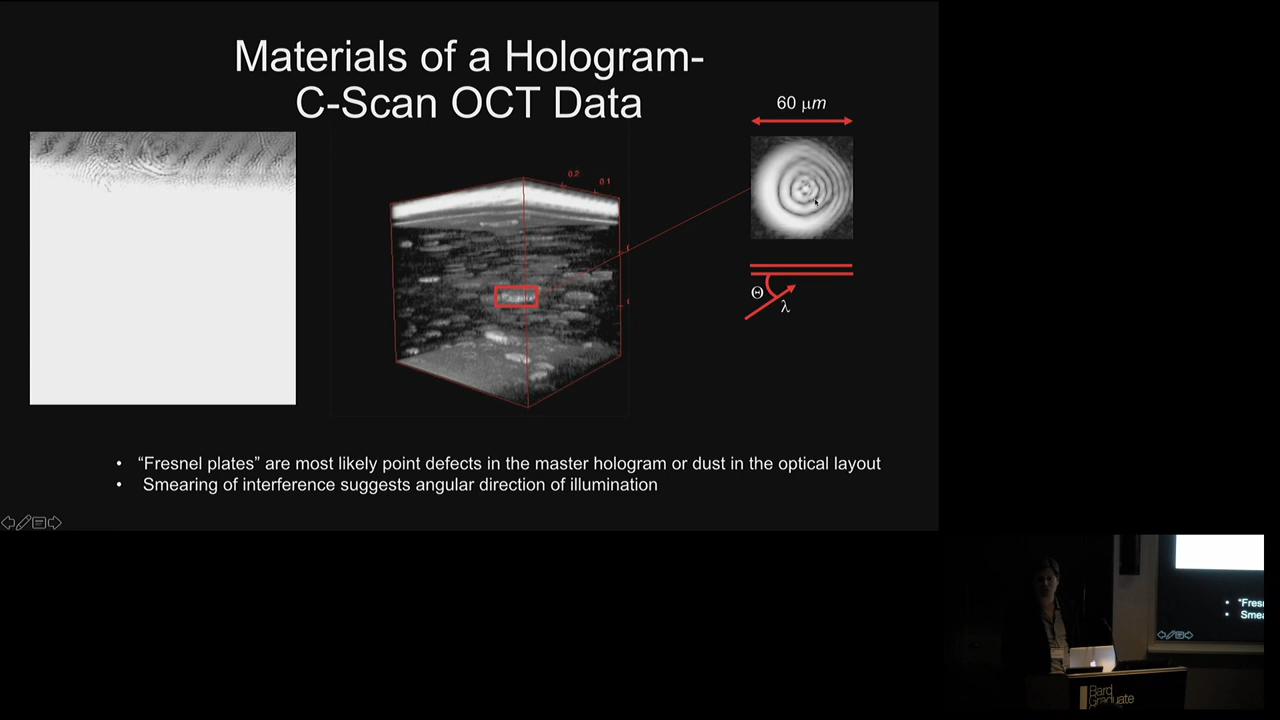 Materials of a Hologram-
C-Scan OCT Data
60 μm
0.2
0.1
Θ
λ
• “Fresnel plates” are most likely point defects in the master hologram or dust in the optical layout
• Smearing of interference suggests angular direction of illumination
• “Fres
• Smea
Bard
Graduate